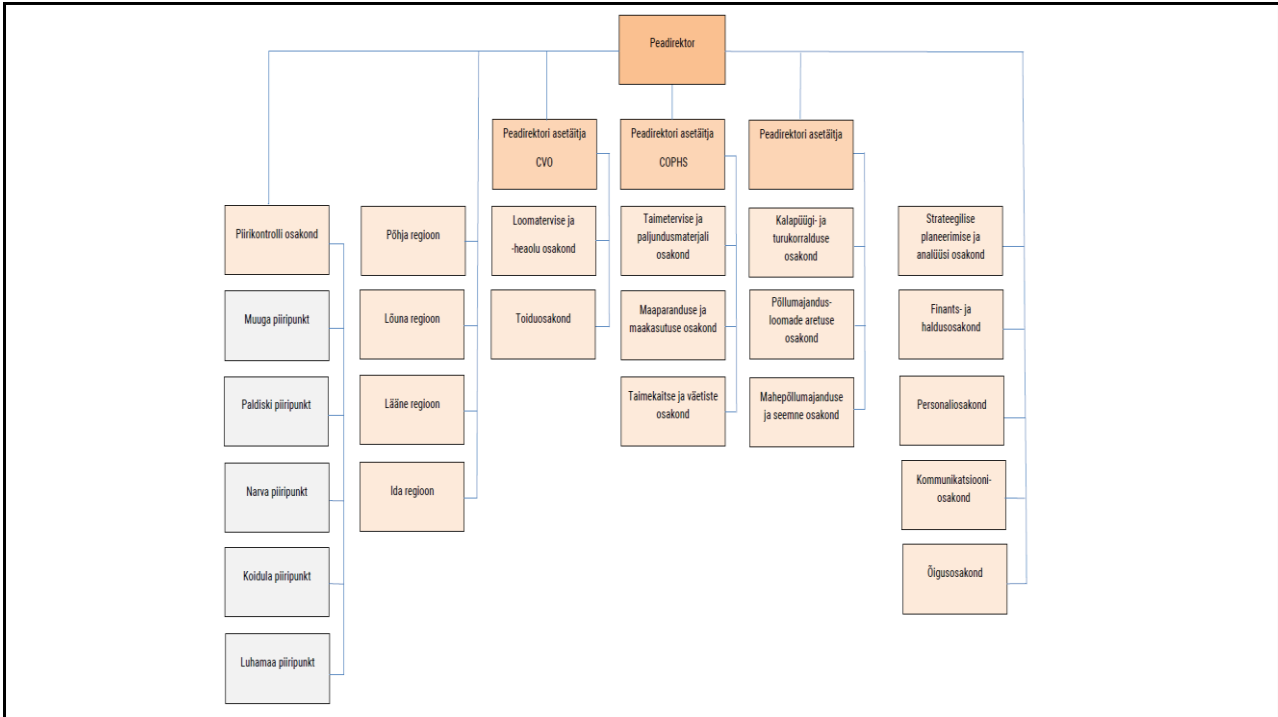 Peadirektor
Peadirektori asetäitja
CVO
Peadirektori asetäitja
COPHS
Peadirektori asetäitja
Piirikontrolli osakond
Muuga piiripunkt
Paldiski piiripunkt
Narva piiripunkt
Koidula piiripunkt
Luhamaa piiripunkt
Põhja regioon
Lõuna regioon
Lääne regioon
Ida regioon
Loomatervise ja
-heaolu osakond
Toiduosakond
Taimetervise ja
paljundusmaterjali
osakond
Maaparanduse ja
maakasutuse osakond
Taimekaitse ja väetiste
osakond
Kalapüügi- ja
turukorralduse
osakond
Põllumajandus-
loomade aretuse
osakond
Mahepõllumajanduse
ja seemne osakond
Strateegilise
planeerimise ja
analüüsi osakond
Finants- ja
haldusosakond
Personaliosakond
Kommunikatsiooni-
osakond
Õigusosakond